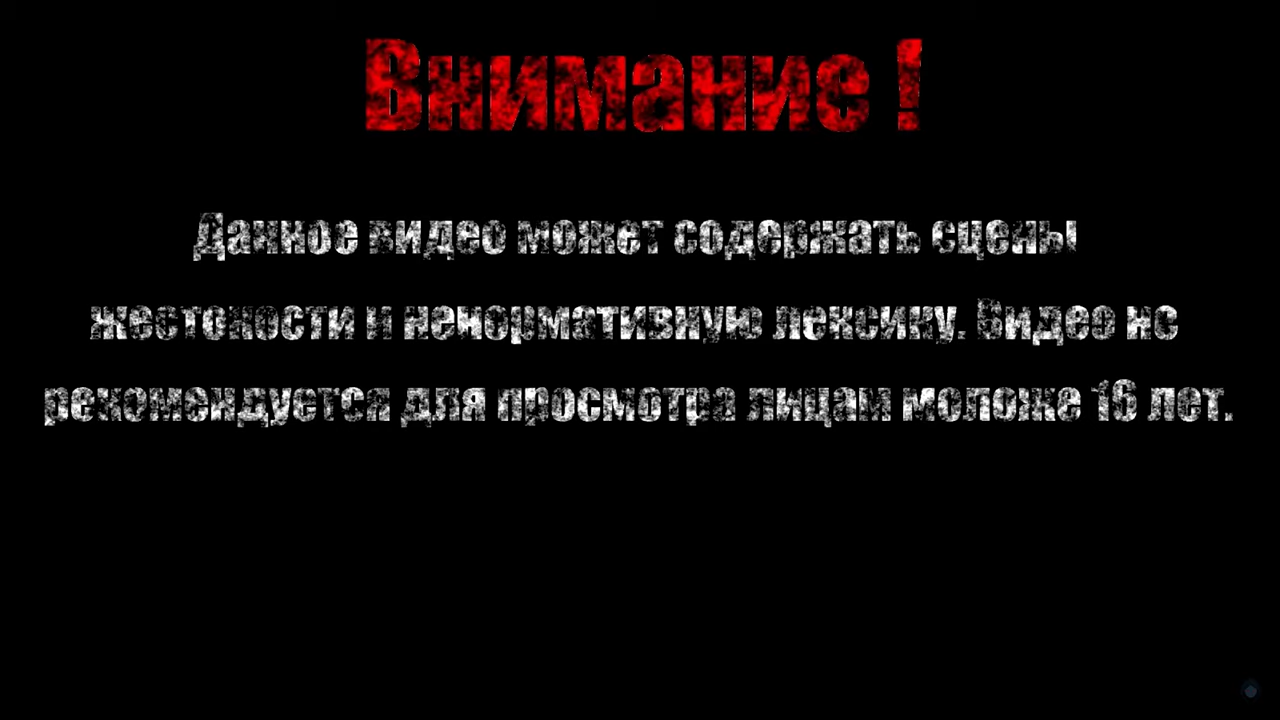 Внимание !
Данное видео может содержать сцены
жестокости и ненормативную лексику. Видео не
рекомендуется для просмотра лицам моложе 16 лет.